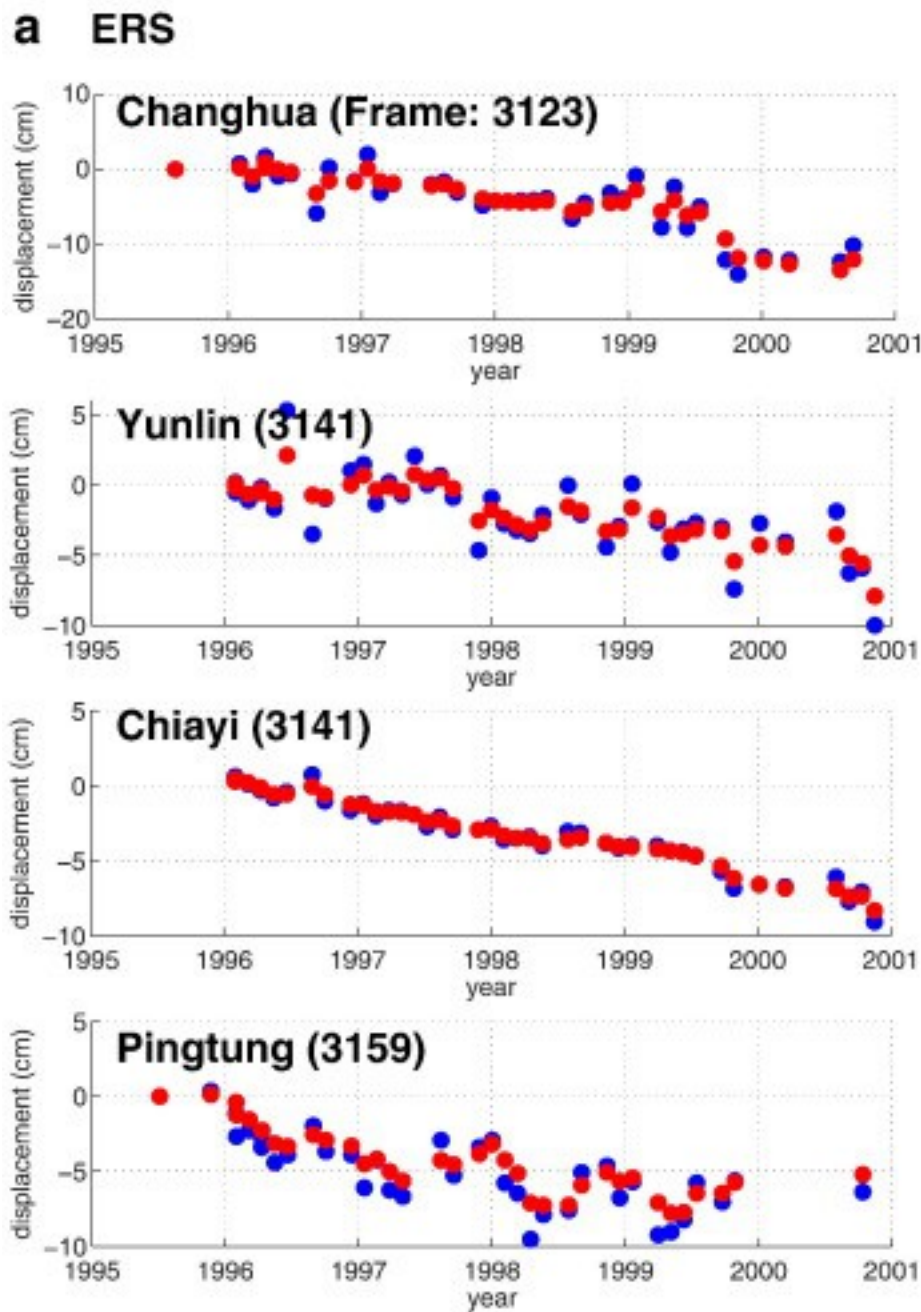 a ERS
Changhua (Frame: 3123)
displacement (cm)
10
0
−10
−20
1995 1996 1997 1998 1999 2000 2001
year
Yunlin (3141)
displacement (cm)
5
0
−5
−10
1995 1996 1997 1998 1999 2000 2001
year
Chiayi (3141)
displacement (cm)
5
0
−5
−10
1995 1996 1997 1998 1999 2000 2001
year
Pingtung (3159)
displacement (cm)
5
0
−5
−10
1995 1996 1997 1998 1999 2000 2001
year